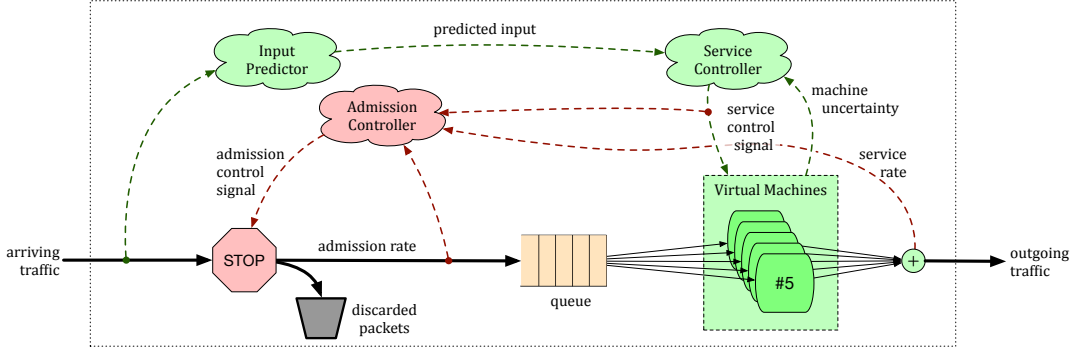 predicted input
Input
Predictor
Service
Controller
machine
uncertainty
Admission
Controller
service
control
signal
admission
control
signal
service
rate
Virtual Machines
arriving
traffic
STOP
admission rate
#5
+
outgoing
traffic
queue
discarded
packets